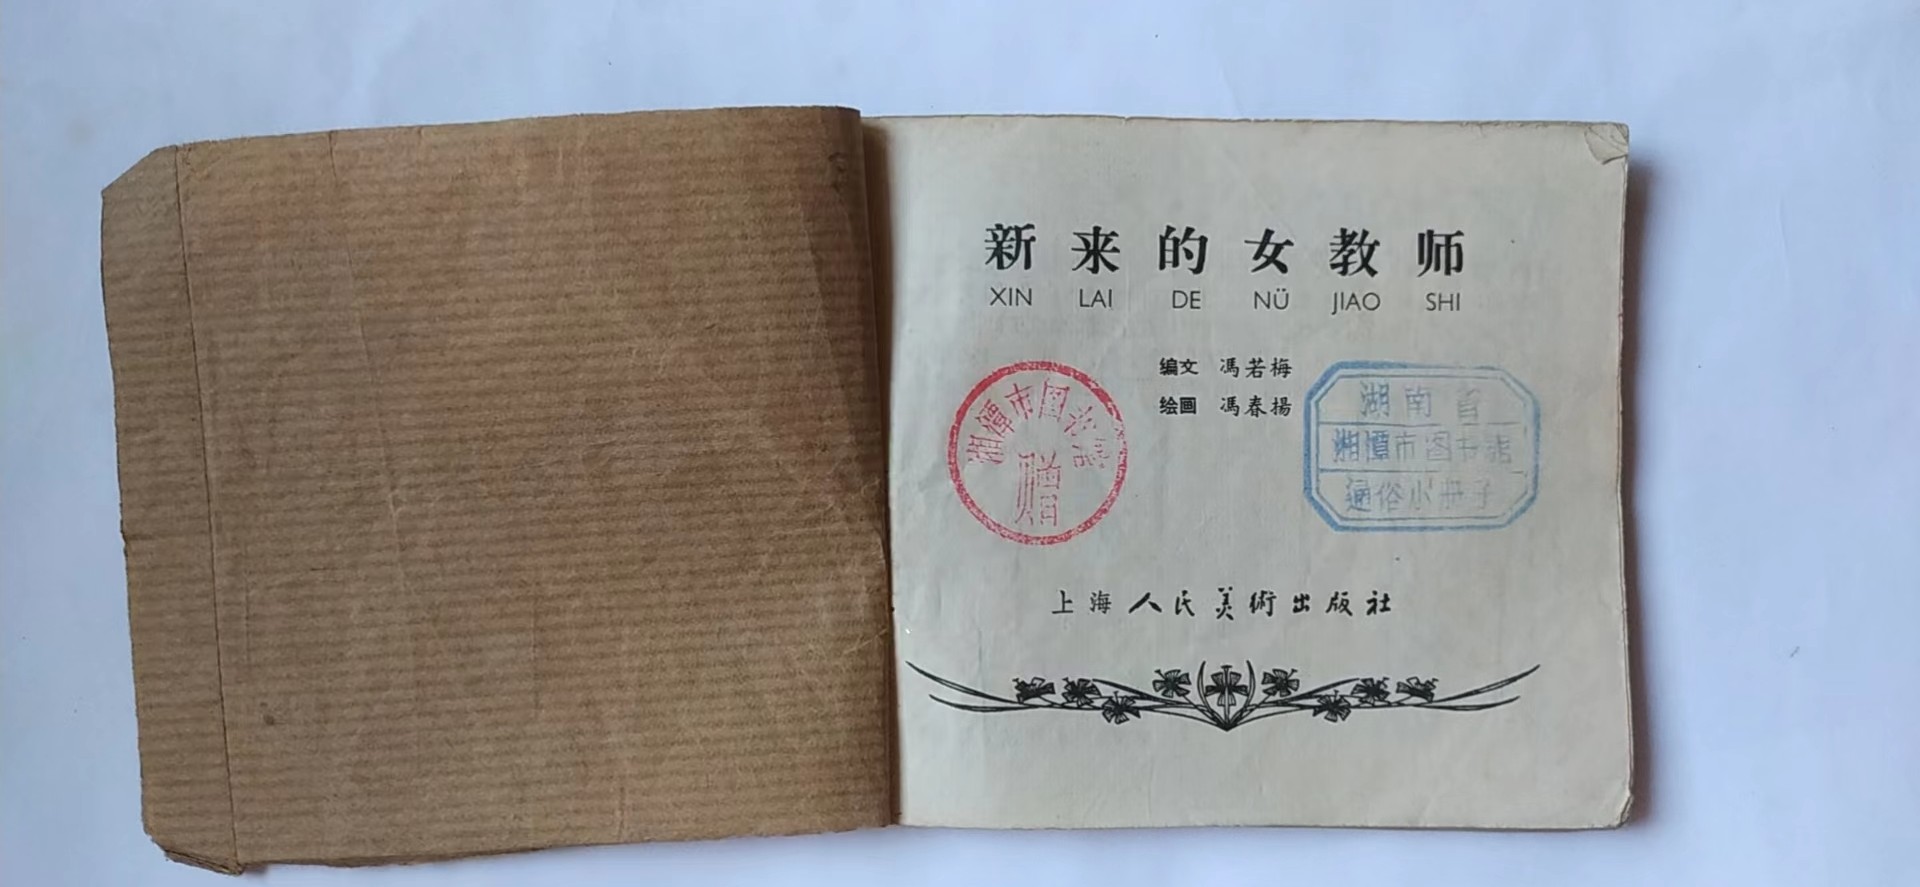 新来的女教师
XIN LAI DE NÜ JIAO SHI
编文 馮若梅
绘画 馮春揚
湘潭市图书馆
赠
湖南省
湘潭市图书馆
通俗小册子
上海人民美術出版社